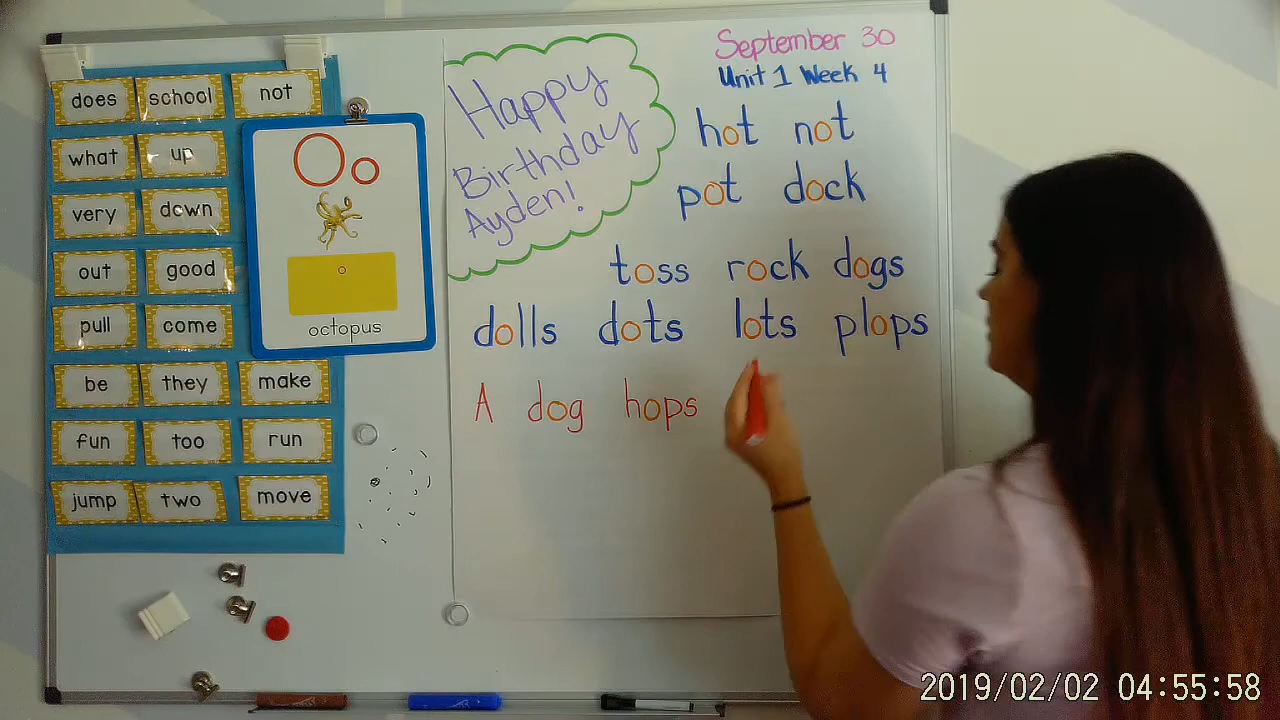 does school not
what up
very down
out good
pull come
be they make
fun too run
jump two move
Oo
o
octopus
Happy
Birthday
Ayden!
September 30
Unit 1 Week 4
hot not
pot dock
toss rock dogs
dolls dots lots plops
A dog hops
2019/02/02 04:55:58